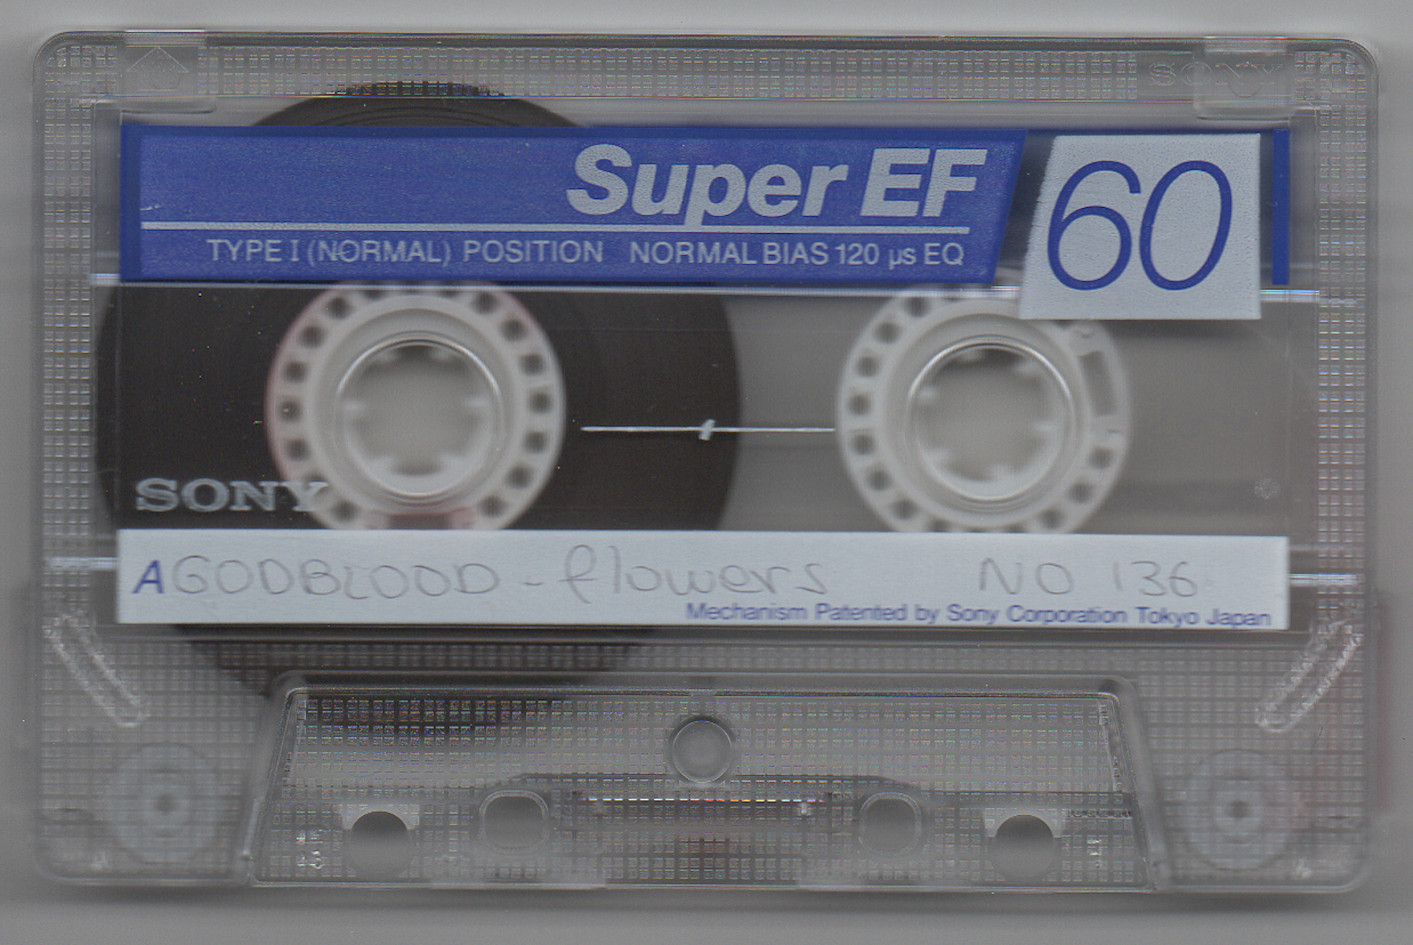 SONY
Super EF
60
TYPE I (NORMAL) POSITION NORMAL BIAS 120 µs EQ
SONY
A GODBLOOD - flowers NO 136
Mechanism Patented by Sony Corporation Tokyo Japan